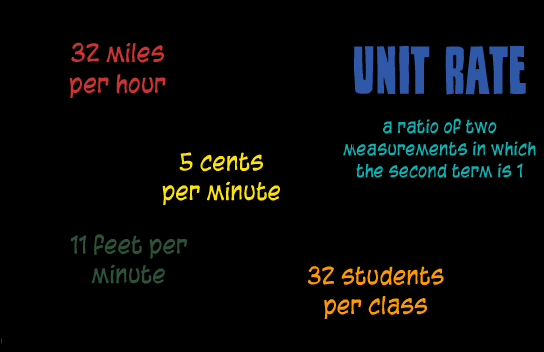 32 miles
per hour
UNIT RATE
a ratio of two
measurements in which
the second term is 1
5 cents
per minute
11 feet per
minute
32 students
per class